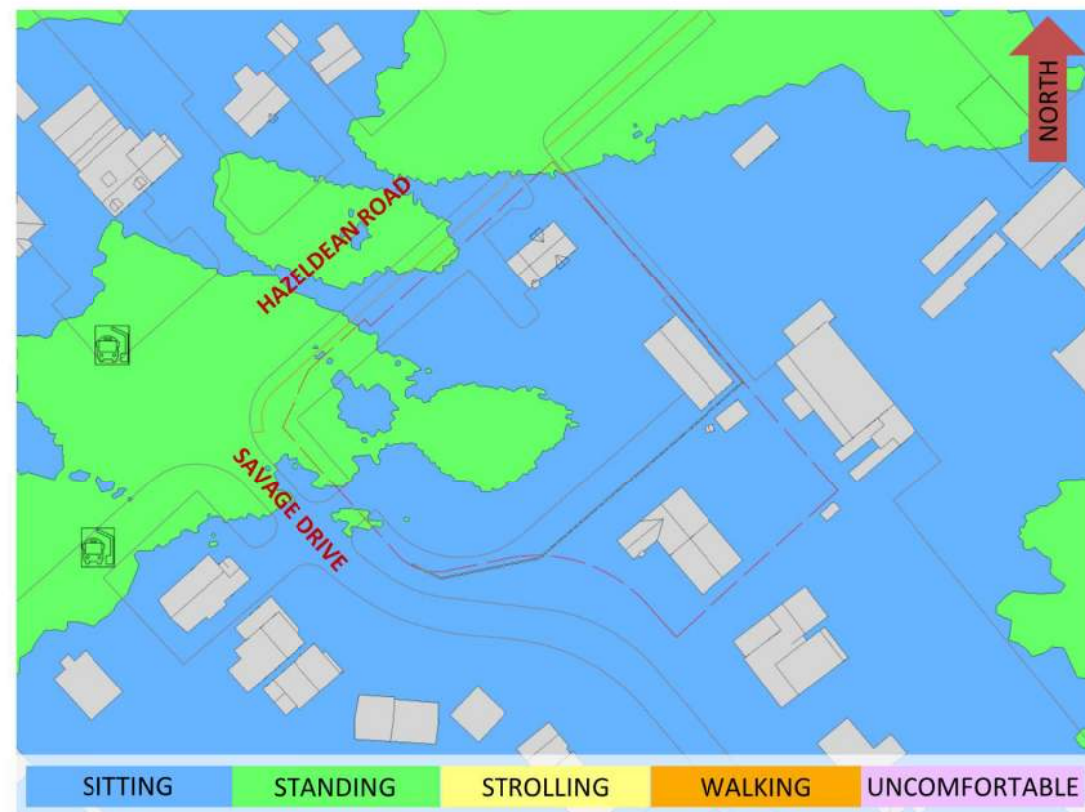 NORTH
HAZELDEAN ROAD
SAVAGE DRIVE
SITTING STANDING STROLLING WALKING UNCOMFORTABLE